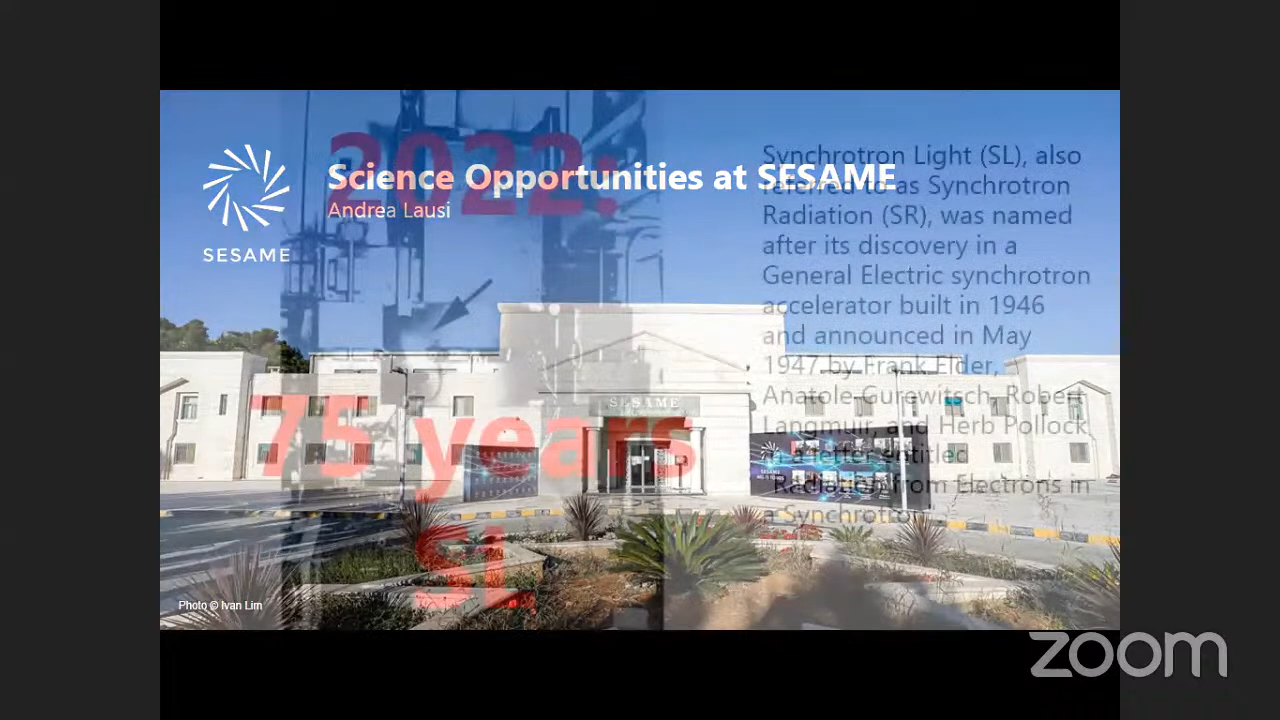 2022:
Science Opportunities at SESAME
Andrea Lausi
SESAME
Synchrotron Light (SL), also
referred to as Synchrotron
Radiation (SR), was named
after its discovery in a
General Electric synchrotron
accelerator built in 1946
and announced in May
1947 by Frank Elder,
Anatole Gurewitsch, Robert
Langmuir, and Herb Pollock
in a letter entitled
"Radiation from Electrons in
a Synchrotron
75 years
SL
SESAME
SESAME
Photo © Ivan Lim
zoom